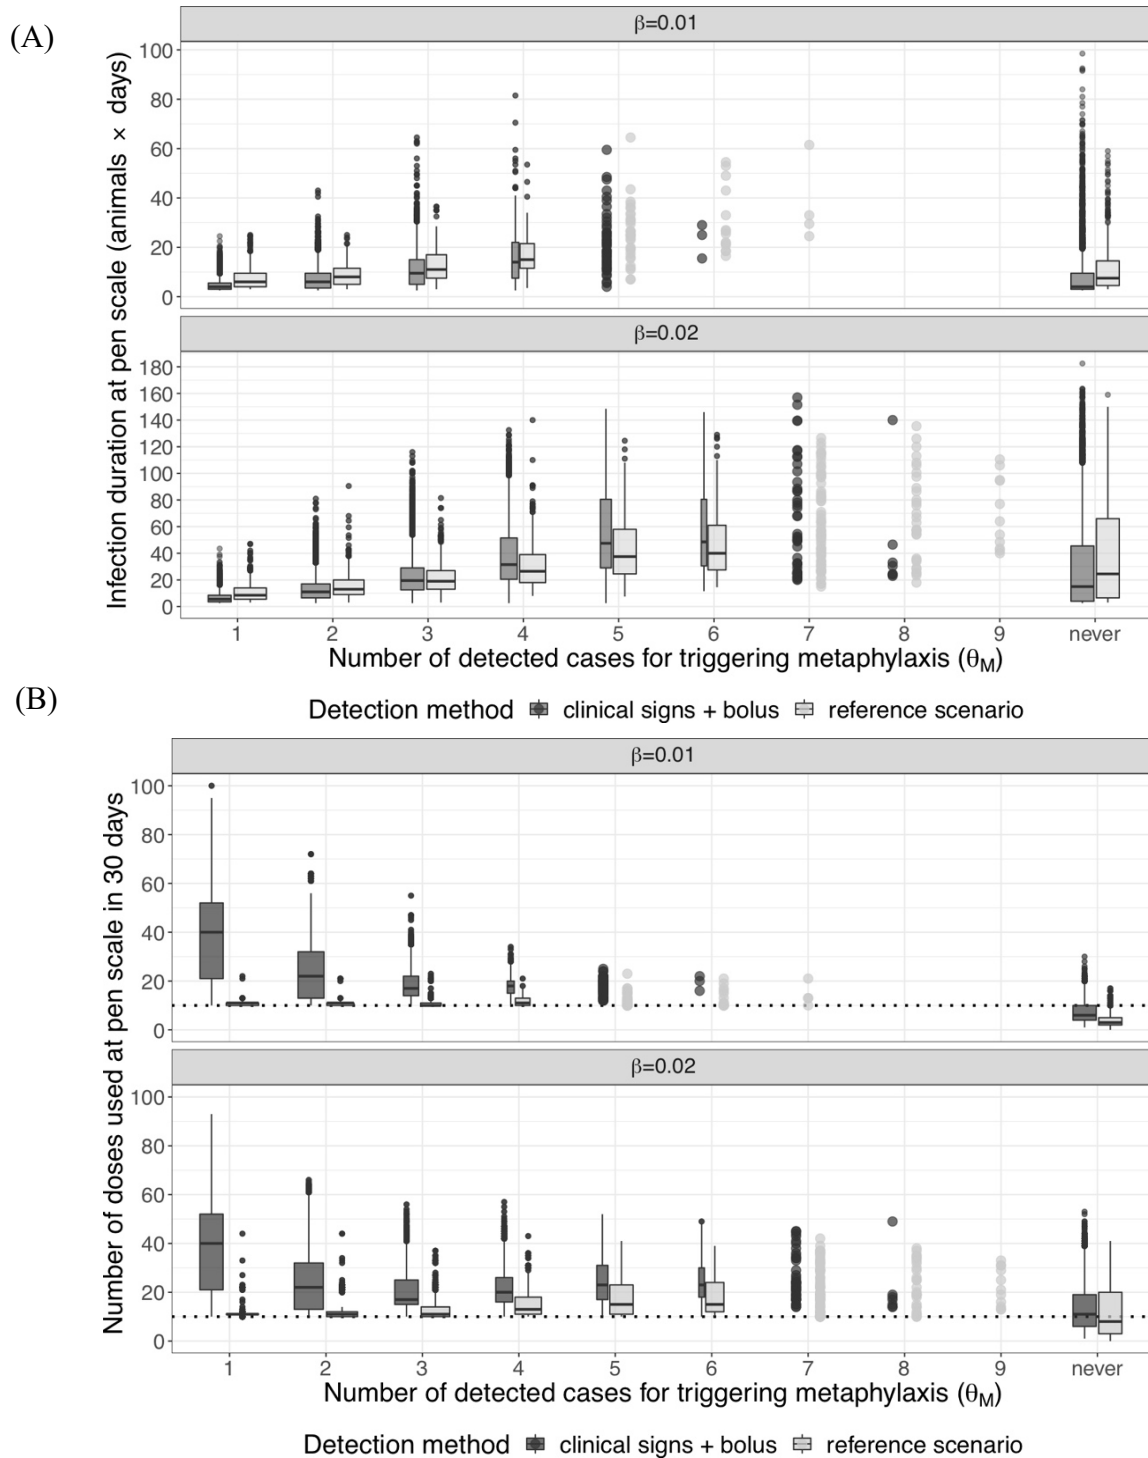 (A)
β=0.01
Infection duration at pen scale (animals × days)
100
80
60
40
20
0
β=0.02
180
160
140
120
100
80
60
40
20
0
1 2 3 4 5 6 7 8 9 never
Number of detected cases for triggering metaphylaxis (θM)
Detection method clinical signs + bolus reference scenario
(B)
β=0.01
Number of doses used at pen scale in 30 days
100
80
60
40
20
0
β=0.02
100
80
60
40
20
0
1 2 3 4 5 6 7 8 9 never
Number of detected cases for triggering metaphylaxis (θM)
Detection method clinical signs + bolus reference scenario